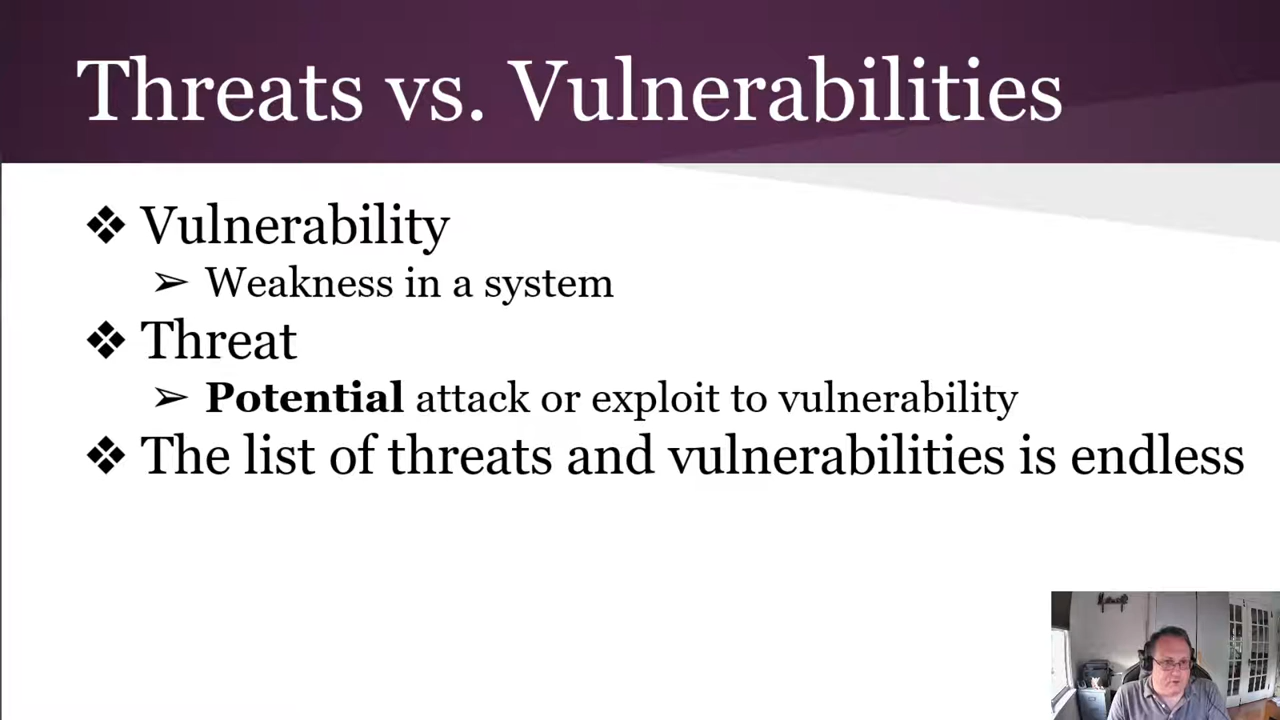 Threats vs. Vulnerabilities
❖ Vulnerability
➢ Weakness in a system
❖ Threat
➢ Potential attack or exploit to vulnerability
❖ The list of threats and vulnerabilities is endless